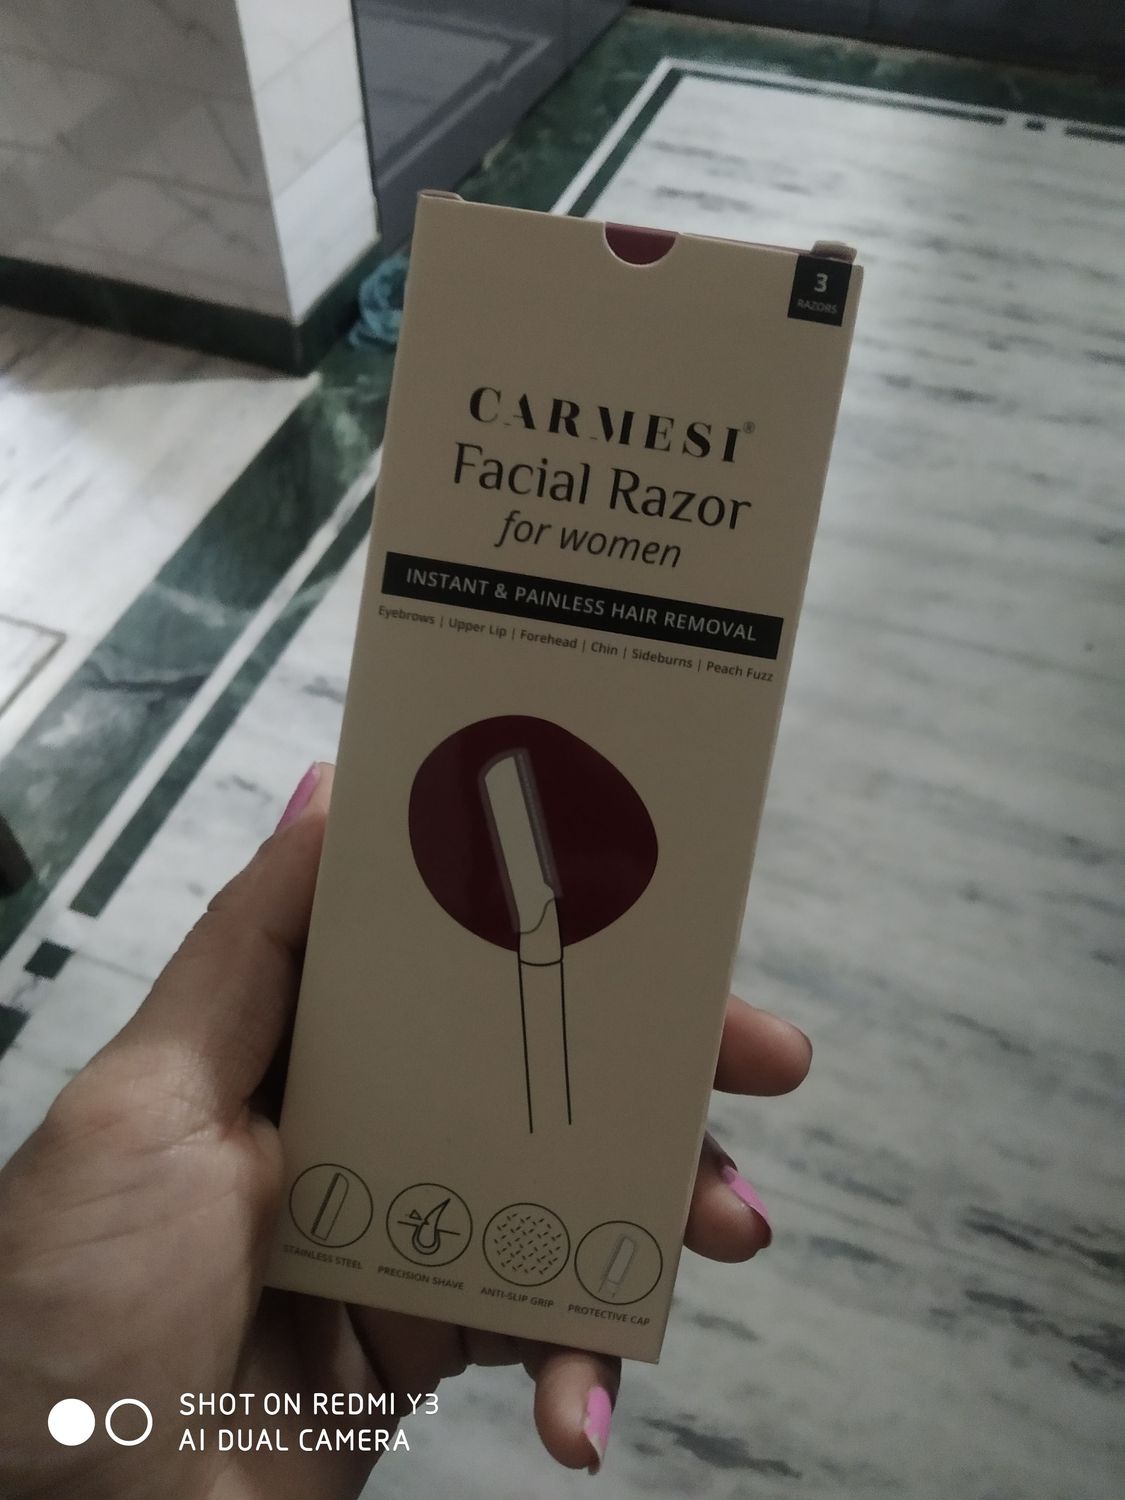 3
RAZORS
CARMESI®
Facial Razor
for women
INSTANT & PAINLESS HAIR REMOVAL
Eyebrows | Upper Lip | Forehead | Chin | Sideburns | Peach Fuzz
STAINLESS STEEL
PRECISION SHAVE
ANTI-SLIP GRIP
PROTECTIVE CAP
SHOT ON REDMI Y3
AI DUAL CAMERA